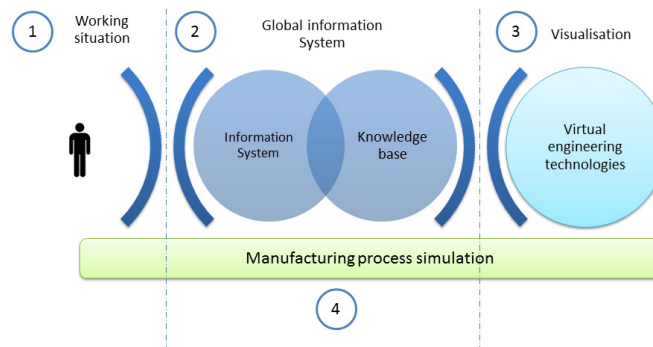 1
Working
situation
2
Global information
System
3
Visualisation
Information
System
Knowledge
base
Virtual
engineering
technologies
Manufacturing process simulation
4